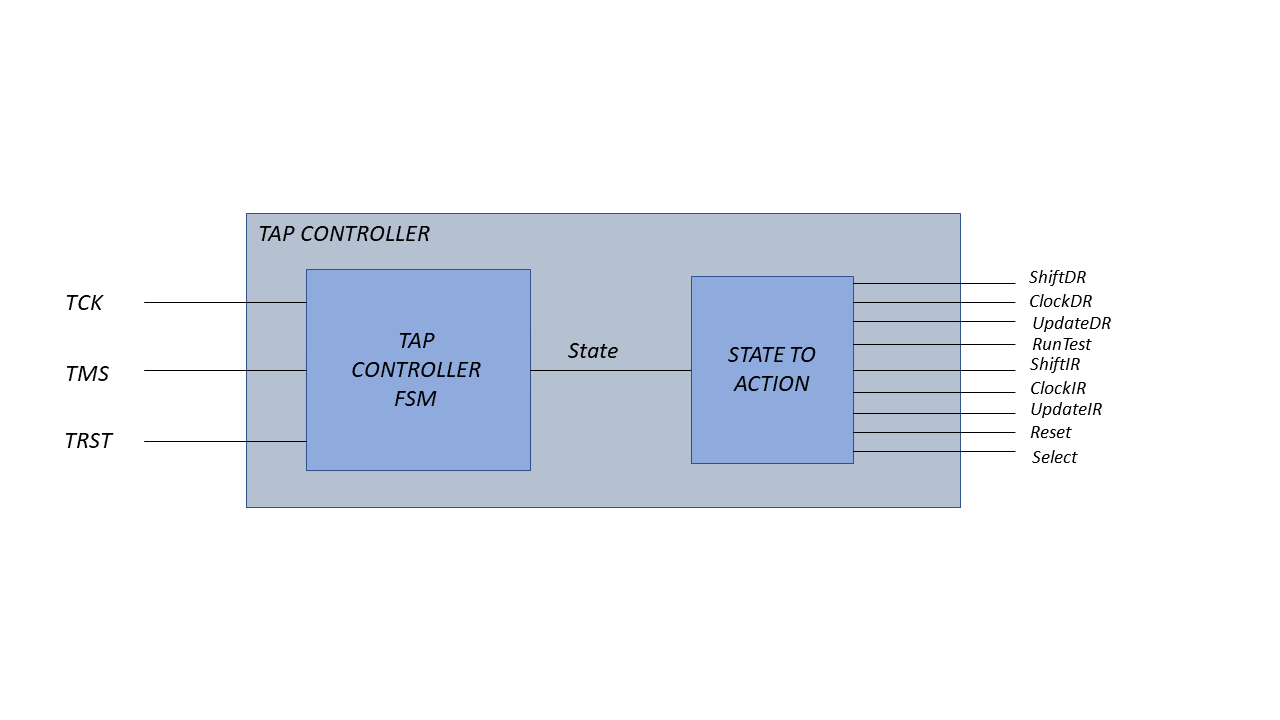 TAP CONTROLLER
TCK
TMS
TRST
TAP
CONTROLLER
FSM
State
STATE TO
ACTION
ShiftDR
ClockDR
UpdateDR
RunTest
ShiftIR
ClockIR
UpdateIR
Reset
Select